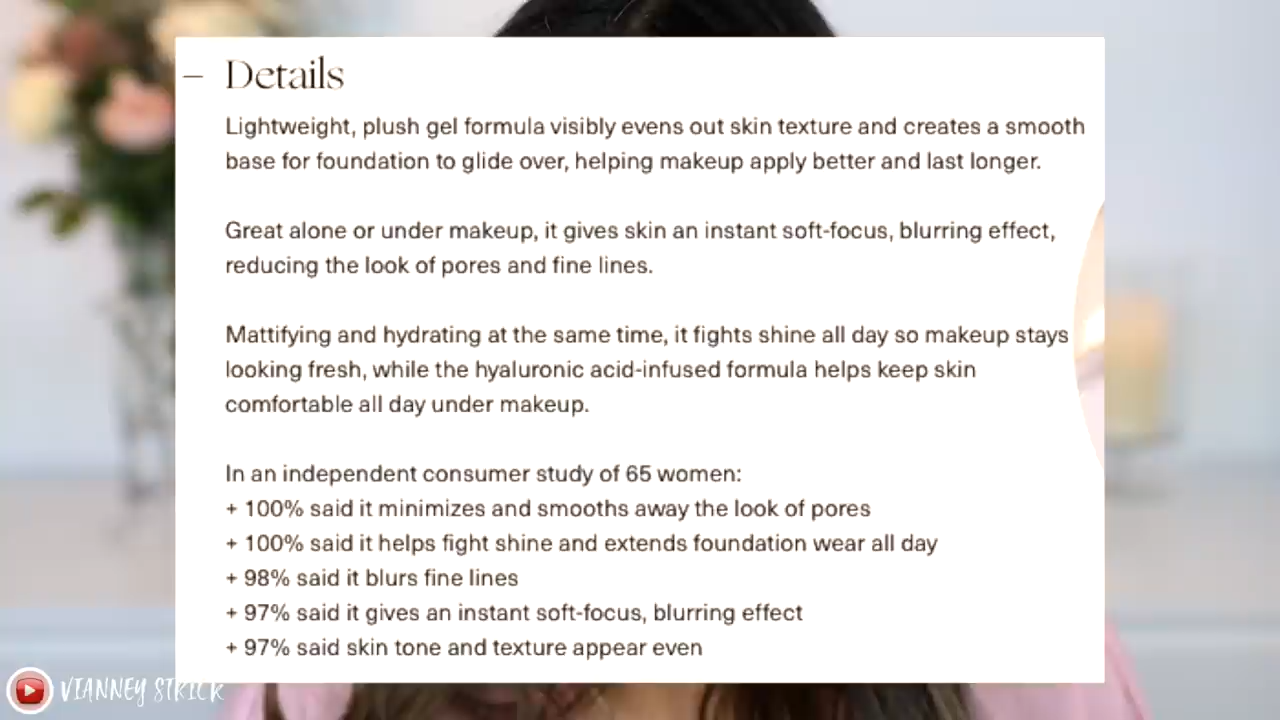 – Details
Lightweight, plush gel formula visibly evens out skin texture and creates a smooth
base for foundation to glide over, helping makeup apply better and last longer.
Great alone or under makeup, it gives skin an instant soft-focus, blurring effect,
reducing the look of pores and fine lines.
Mattifying and hydrating at the same time, it fights shine all day so makeup stays
looking fresh, while the hyaluronic acid-infused formula helps keep skin
comfortable all day under makeup.
In an independent consumer study of 65 women:
+ 100% said it minimizes and smooths away the look of pores
+ 100% said it helps fight shine and extends foundation wear all day
+ 98% said it blurs fine lines
+ 97% said it gives an instant soft-focus, blurring effect
+ 97% said skin tone and texture appear even
VIANNEY STRICK